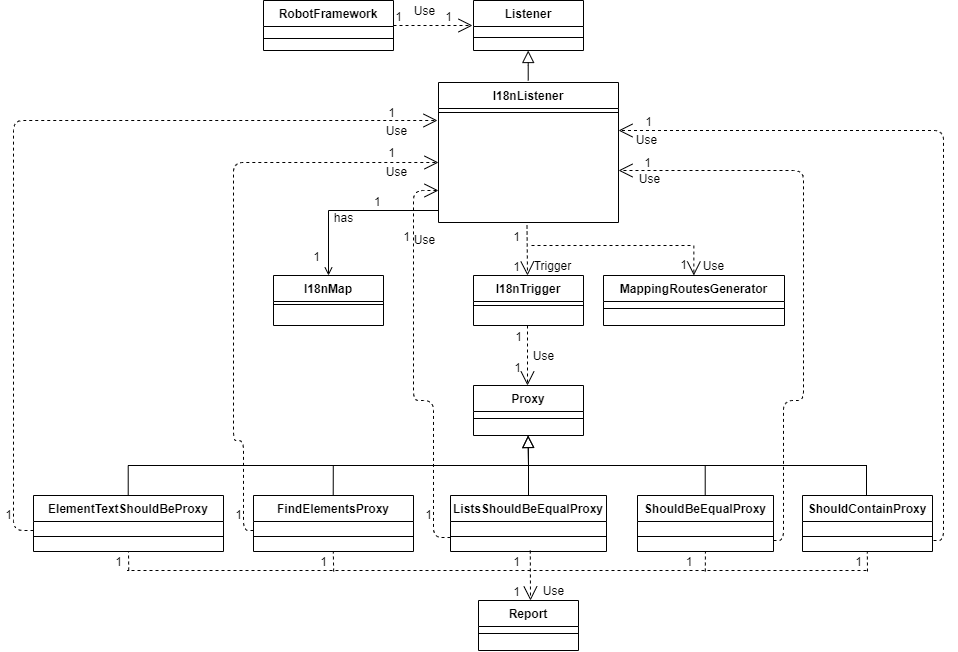 RobotFramework
1
Use
1
Listener
I18nListener
1
Use
1
Use
1
Use
1
Use
1
has
1
Use
1
1
1
Trigger
1
Use
I18nMap
I18nTrigger
MappingRoutesGenerator
1
Use
1
Proxy
ElementTextShouldBeProxy
FindElementsProxy
ListsShouldBeEqualProxy
ShouldBeEqualProxy
ShouldContainProxy
1
1
1
1
1
1
1
1
1
Use
Report